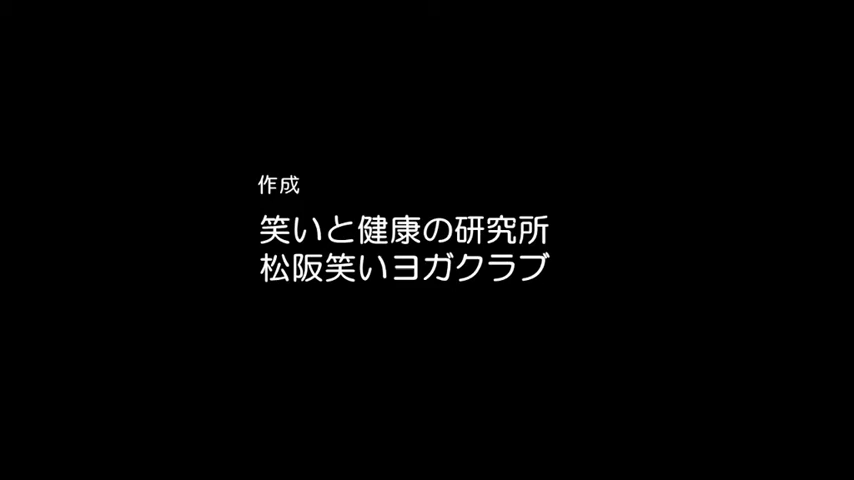 作成
笑いと健康の研究所
松阪笑いヨガクラブ